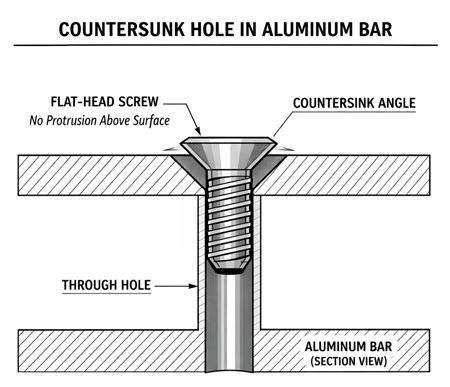 COUNTERSUNK HOLE IN ALUMINUM BAR
FLAT-HEAD SCREW
No Protrusion Above Surface
COUNTERSINK ANGLE
THROUGH HOLE
ALUMINUM BAR
(SECTION VIEW)